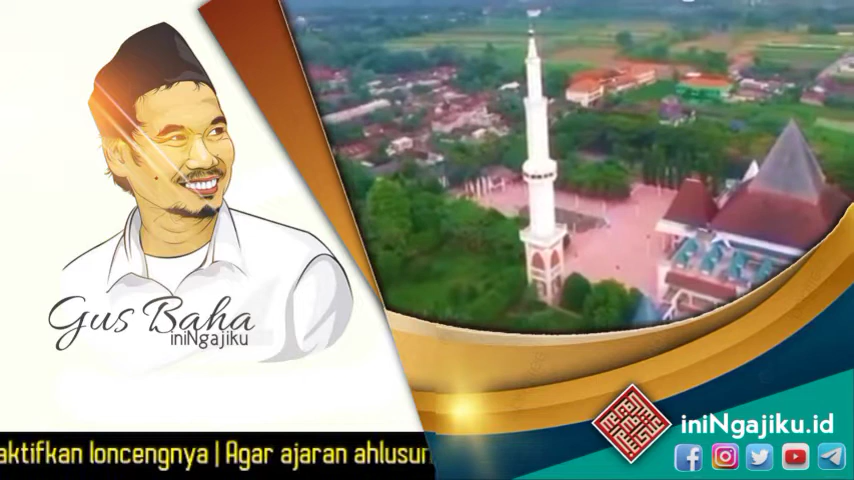 Gus Baha
iniNgajiku
aktifkan loncengnya | Agar ajaran ahlusun
iniNgajiku.id